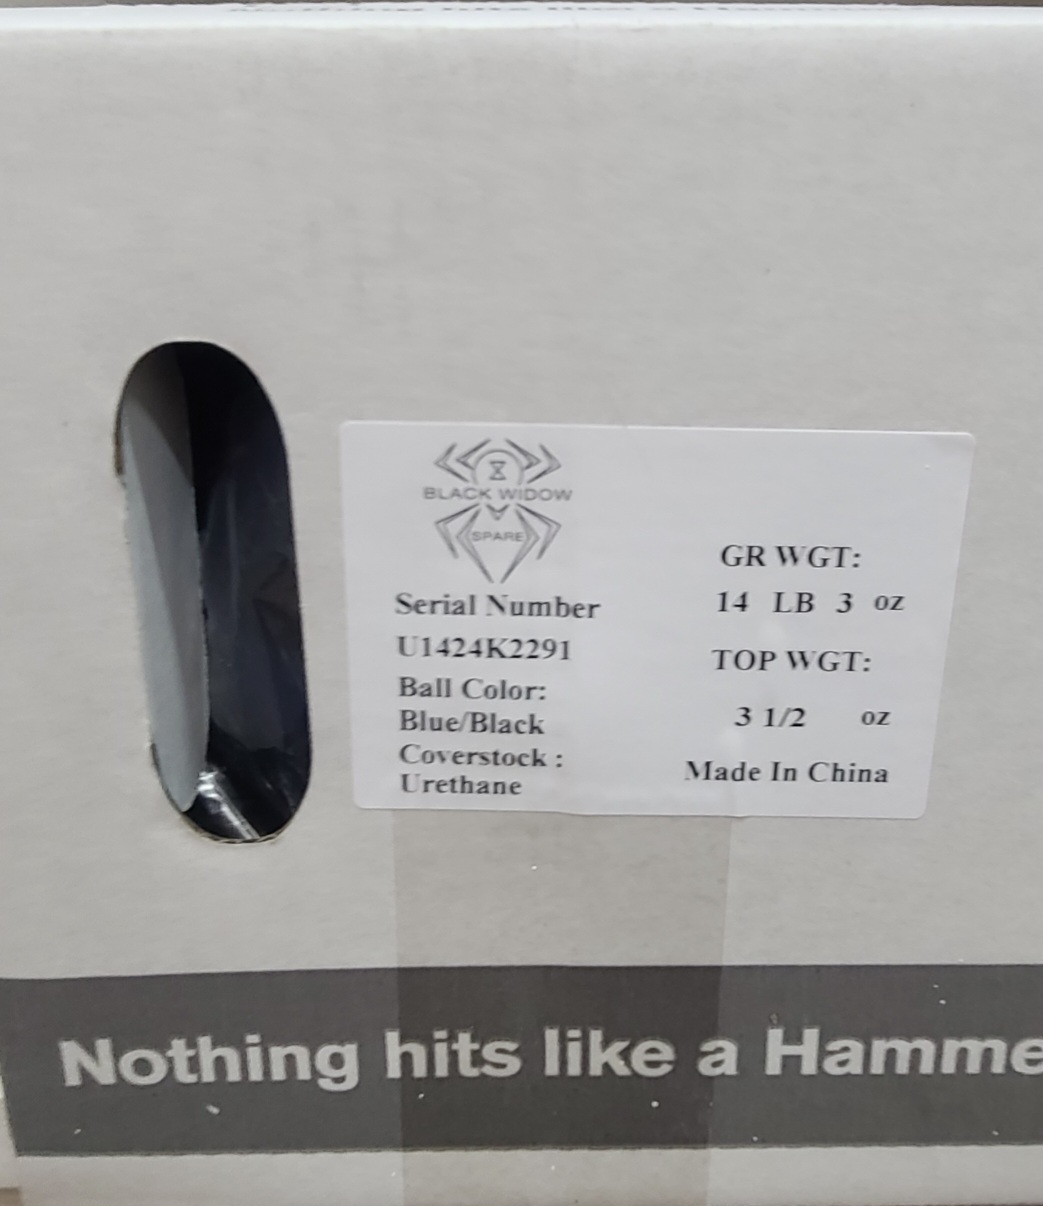 BLACK WIDOW
SPARE
Serial Number
U1424K2291
Ball Color:
Blue/Black
Coverstock :
Urethane
GR WGT:
14 LB 3 oz
TOP WGT:
3 1/2 oz
Made In China
Nothing hits like a Hamme